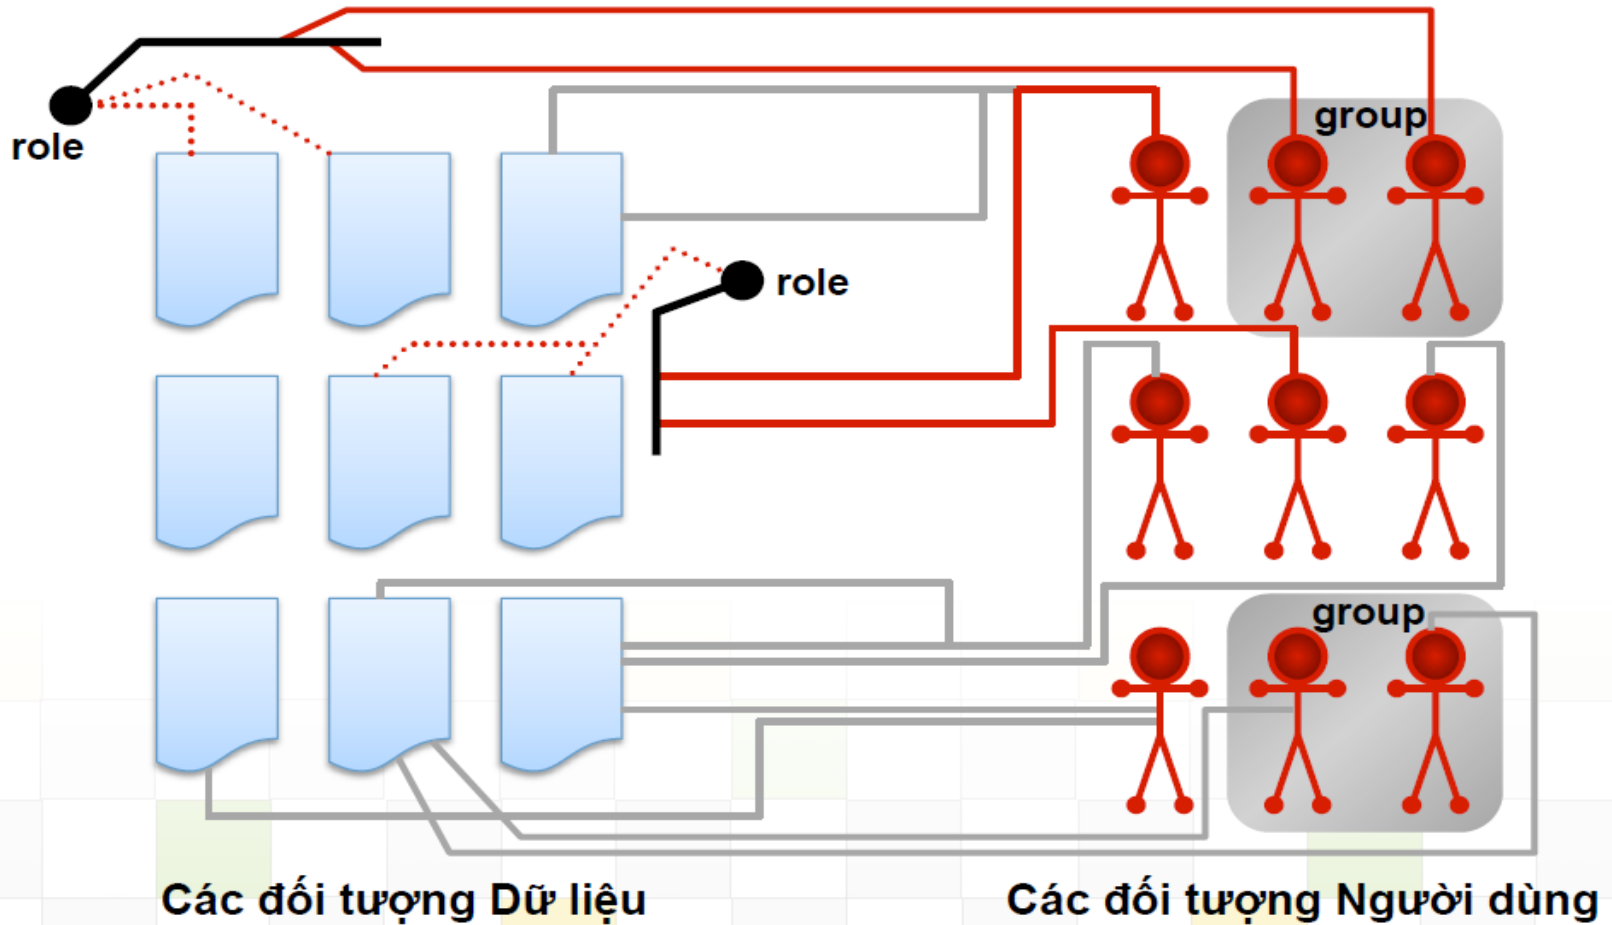 group
role
role
group
Các đối tượng Dữ liệu
Các đối tượng Người dùng